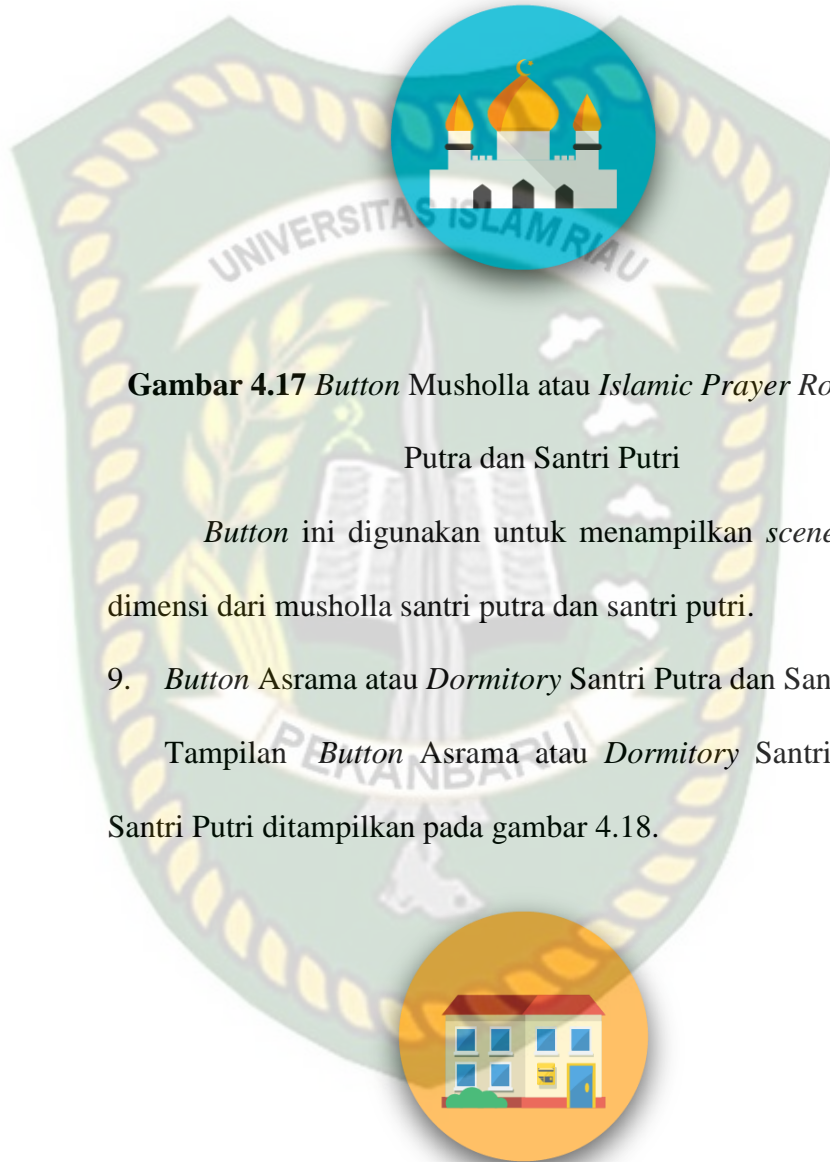 UNIVERSITAS ISLAM RIAU
Gambar 4.17 Button Musholla atau Islamic Prayer
Putra dan Santri Putri
Button ini digunakan untuk menampilkan scene
dimensi dari musholla santri putra dan santri putri.
9. Button Asrama atau Dormitory Santri Putra dan
Tampilan Button Asrama atau Dormitory Santri
Santri Putri ditampilkan pada gambar 4.18.
PEKANBARU